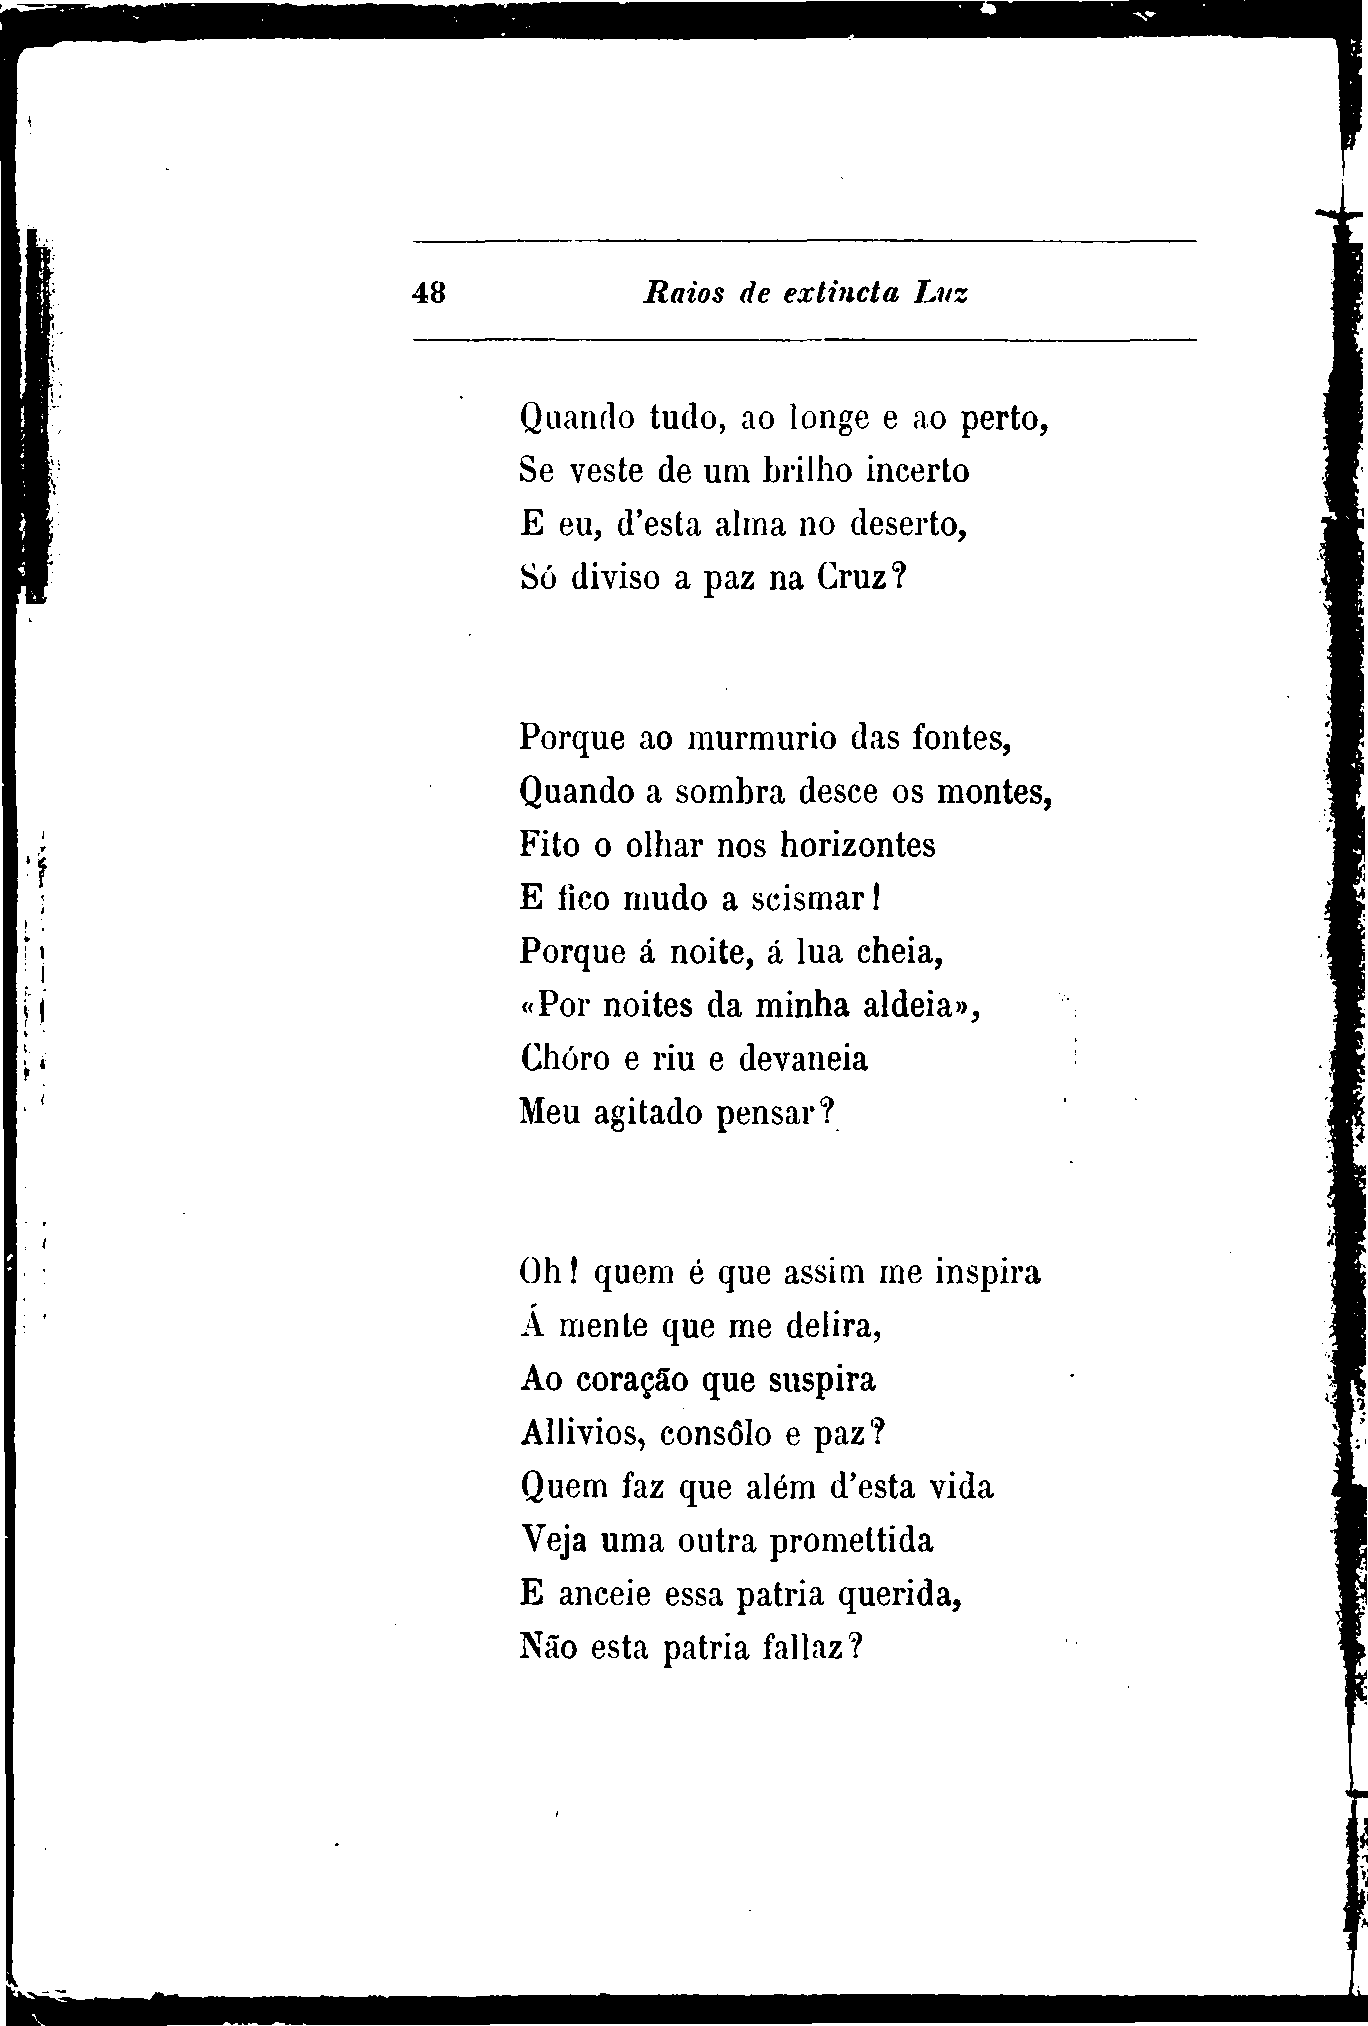 48 Raios de extincta Luz
Quando tudo, ao longe e ao perto,
Se veste de um brilho incerto
E eu, d'esta alma no deserto,
Só diviso a paz na Cruz?
Porque ao murmurio das fontes,
Quando a sombra desce os montes,
Fito o olhar nos horizontes
E fico mudo a scismar!
Porque á noite, á lua cheia,
«Por noites da minha aldeia»,
Chóro e riu e devaneia
Meu agitado pensar?
Oh! quem é que assim me inspira
Á mente que me delira,
Ao coração que suspira
Allivios, consôlo e paz?
Quem faz que além d'esta vida
Veja uma outra promettida
E anceie essa patria querida,
Não esta patria fallaz?